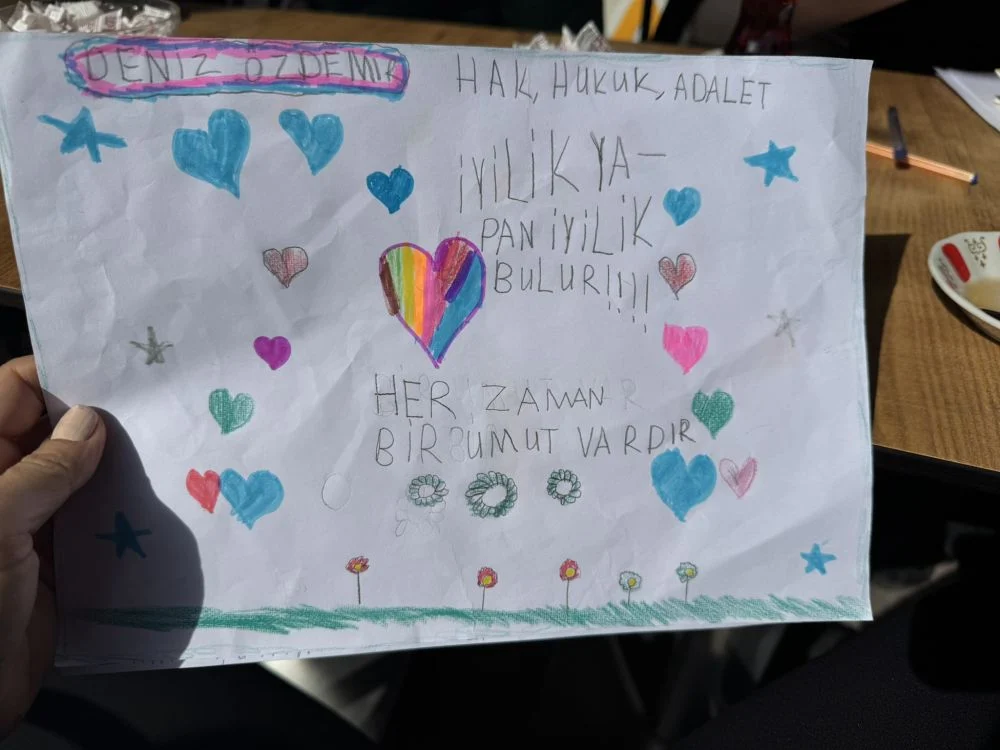 DENİZ ÖZDEMİR
HAK, HUKUK, ADALET
İYİLİK YA-
PAN İYİLİK
BULUR!!!!
HER ZAMAN
BİR UMUT VARDIR